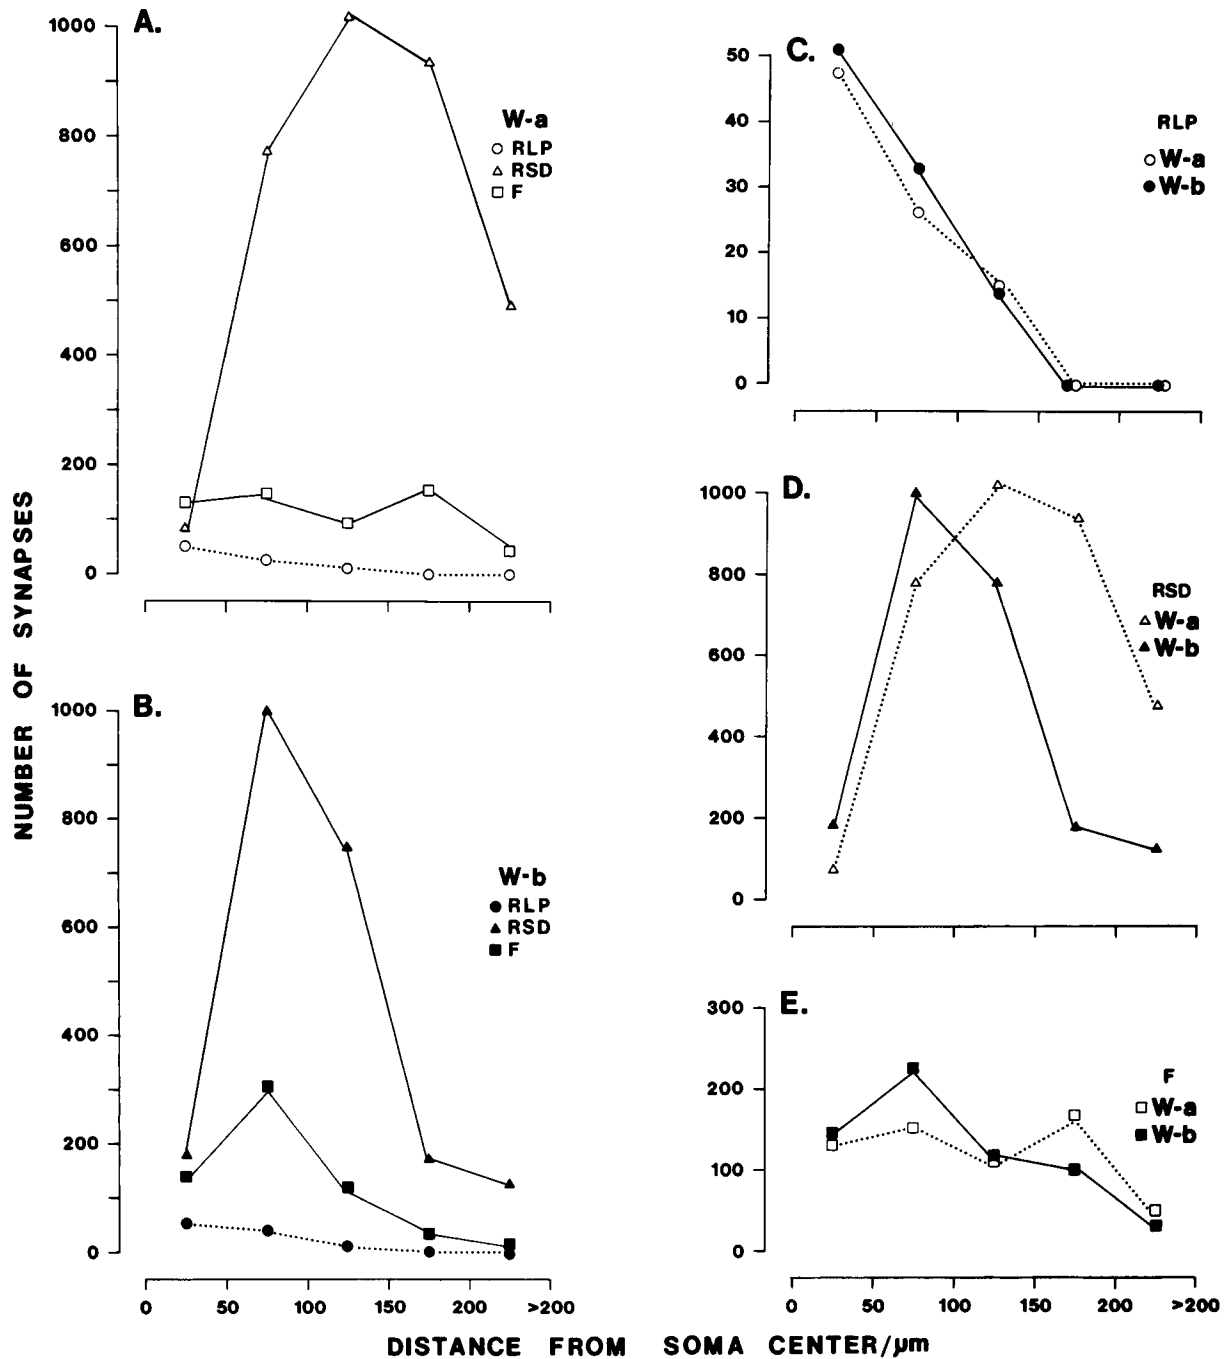 A.
1000
800
600
400
200
0
W-a
RLP
RSD
F
B.
1000
800
600
400
200
0
W-b
RLP
RSD
F
0 50 100 150 200 >200
C.
50
40
30
20
10
0
RLP
W-a
W-b
D.
1000
800
600
400
200
0
RSD
W-a
W-b
E.
300
200
100
0
F
W-a
W-b
0 50 100 150 200 >200
NUMBER OF SYNAPSES
DISTANCE FROM SOMA CENTER/µm